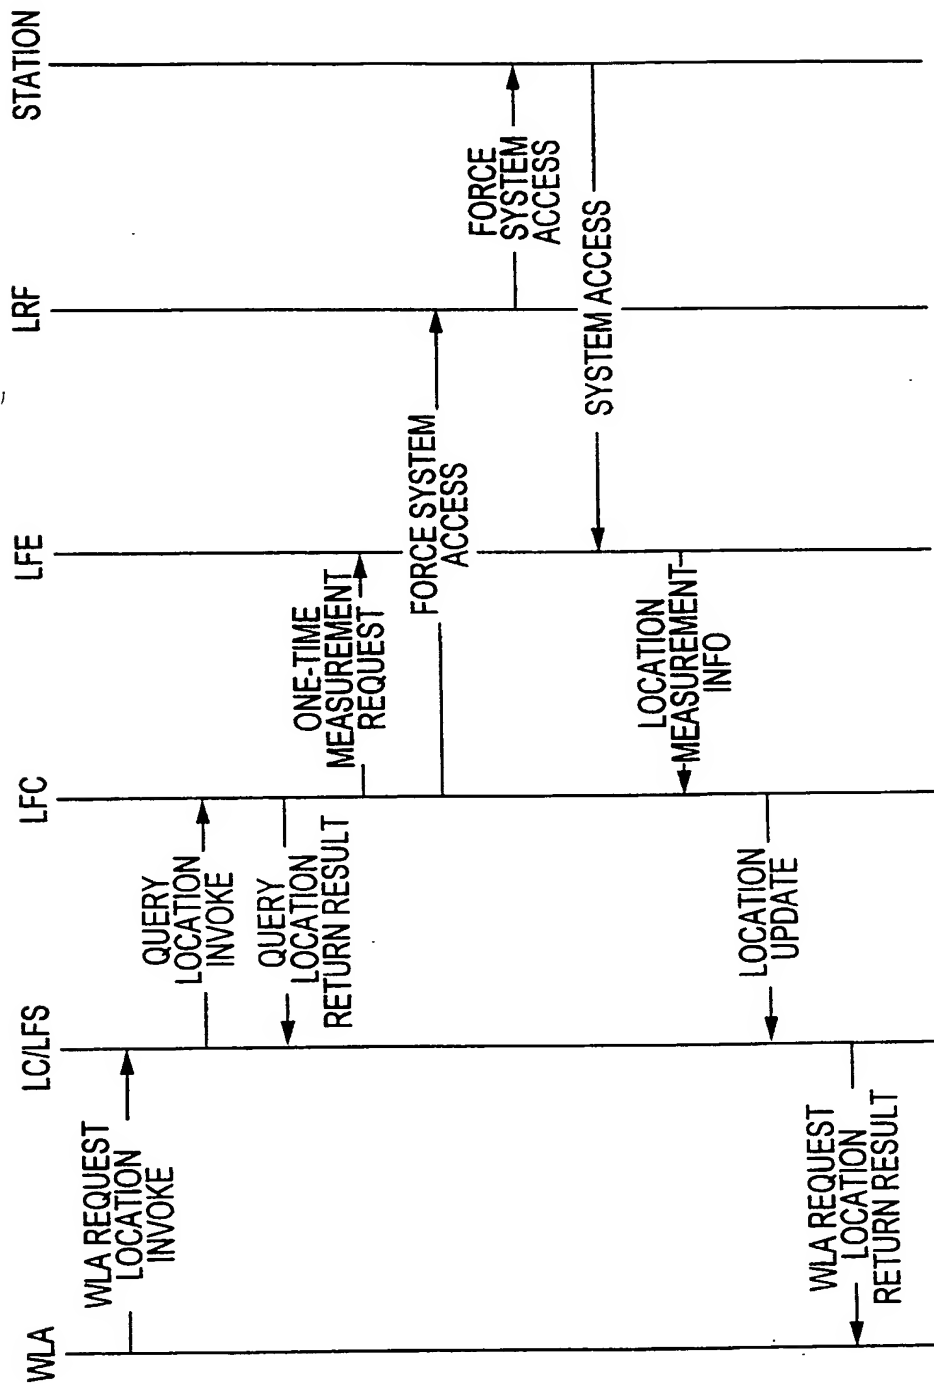 WLA
LC/LFS
LFC
LFE
LRF
STATION
WLA REQUEST
LOCATION
INVOKE
QUERY
LOCATION
INVOKE
QUERY
LOCATION
RETURN RESULT
ONE-TIME
MEASUREMENT
REQUEST
FORCE SYSTEM
ACCESS
FORCE
SYSTEM
ACCESS
SYSTEM ACCESS
LOCATION
MEASUREMENT
INFO
LOCATION
UPDATE
WLA REQUEST
LOCATION
RETURN RESULT